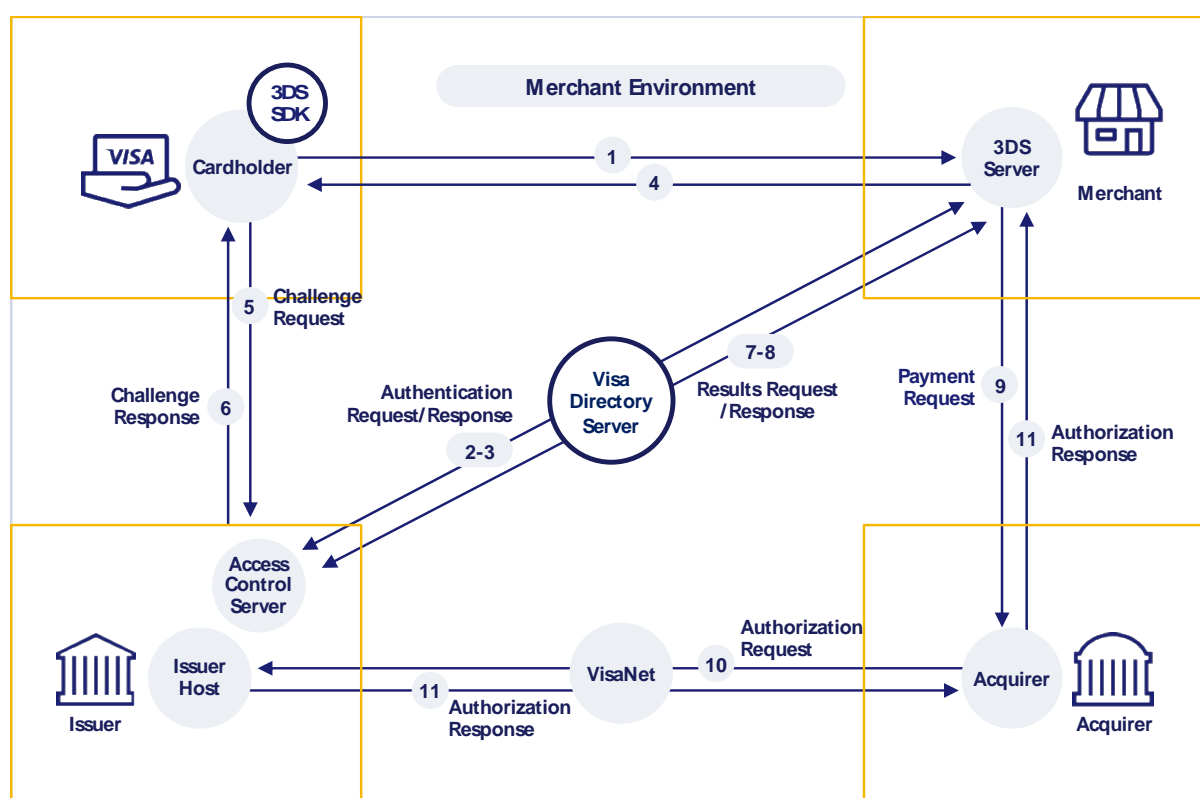 3DS
SDK
Merchant Environment
VISA
Cardholder
1
4
3DS
Server
Merchant
5
Challenge
Request
Challenge
Response
6
Authentication
Request/Response
2-3
Visa
Directory
Server
7-8
Results Request
/Response
Payment
Request
9
11
Authorization
Response
Access
Control
Server
Issuer
Issuer
Host
11
Authorization
Response
VisaNet
10
Authorization
Request
Acquirer
Acquirer